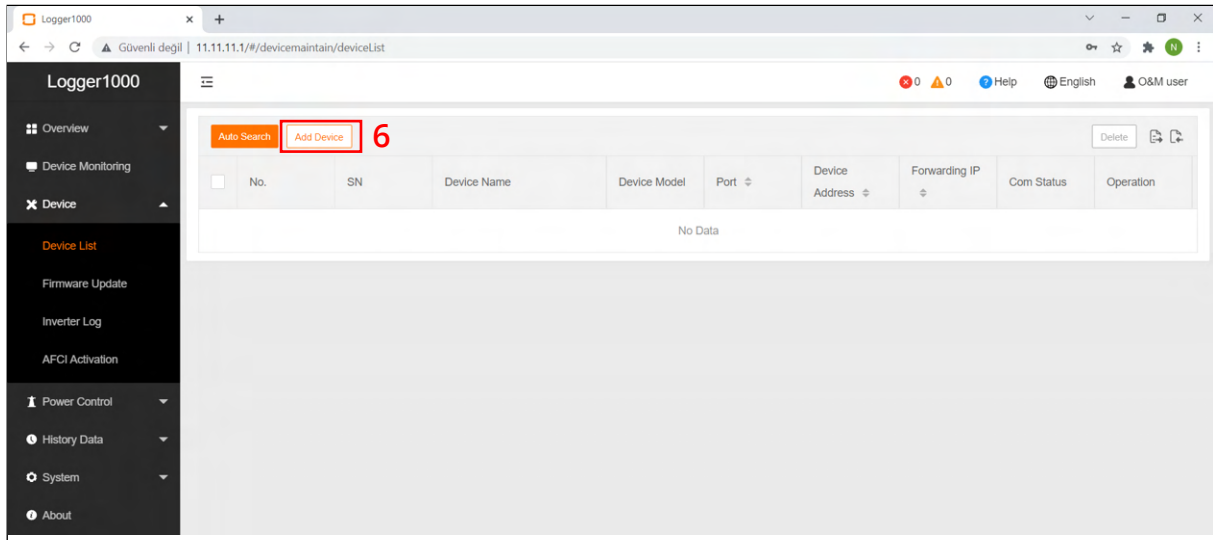 Logger1000
Güvenli değil | 11.11.11.1/#/devicemaintain/deviceList
N
Logger1000
0 0 Help English O&M user
Overview
Device Monitoring
Device
Device List
Firmware Update
Inverter Log
AFCI Activation
Power Control
History Data
System
About
Auto Search Add Device 6 Delete
No. SN Device Name Device Model Port Device Address Forwarding IP Com Status Operation
No Data